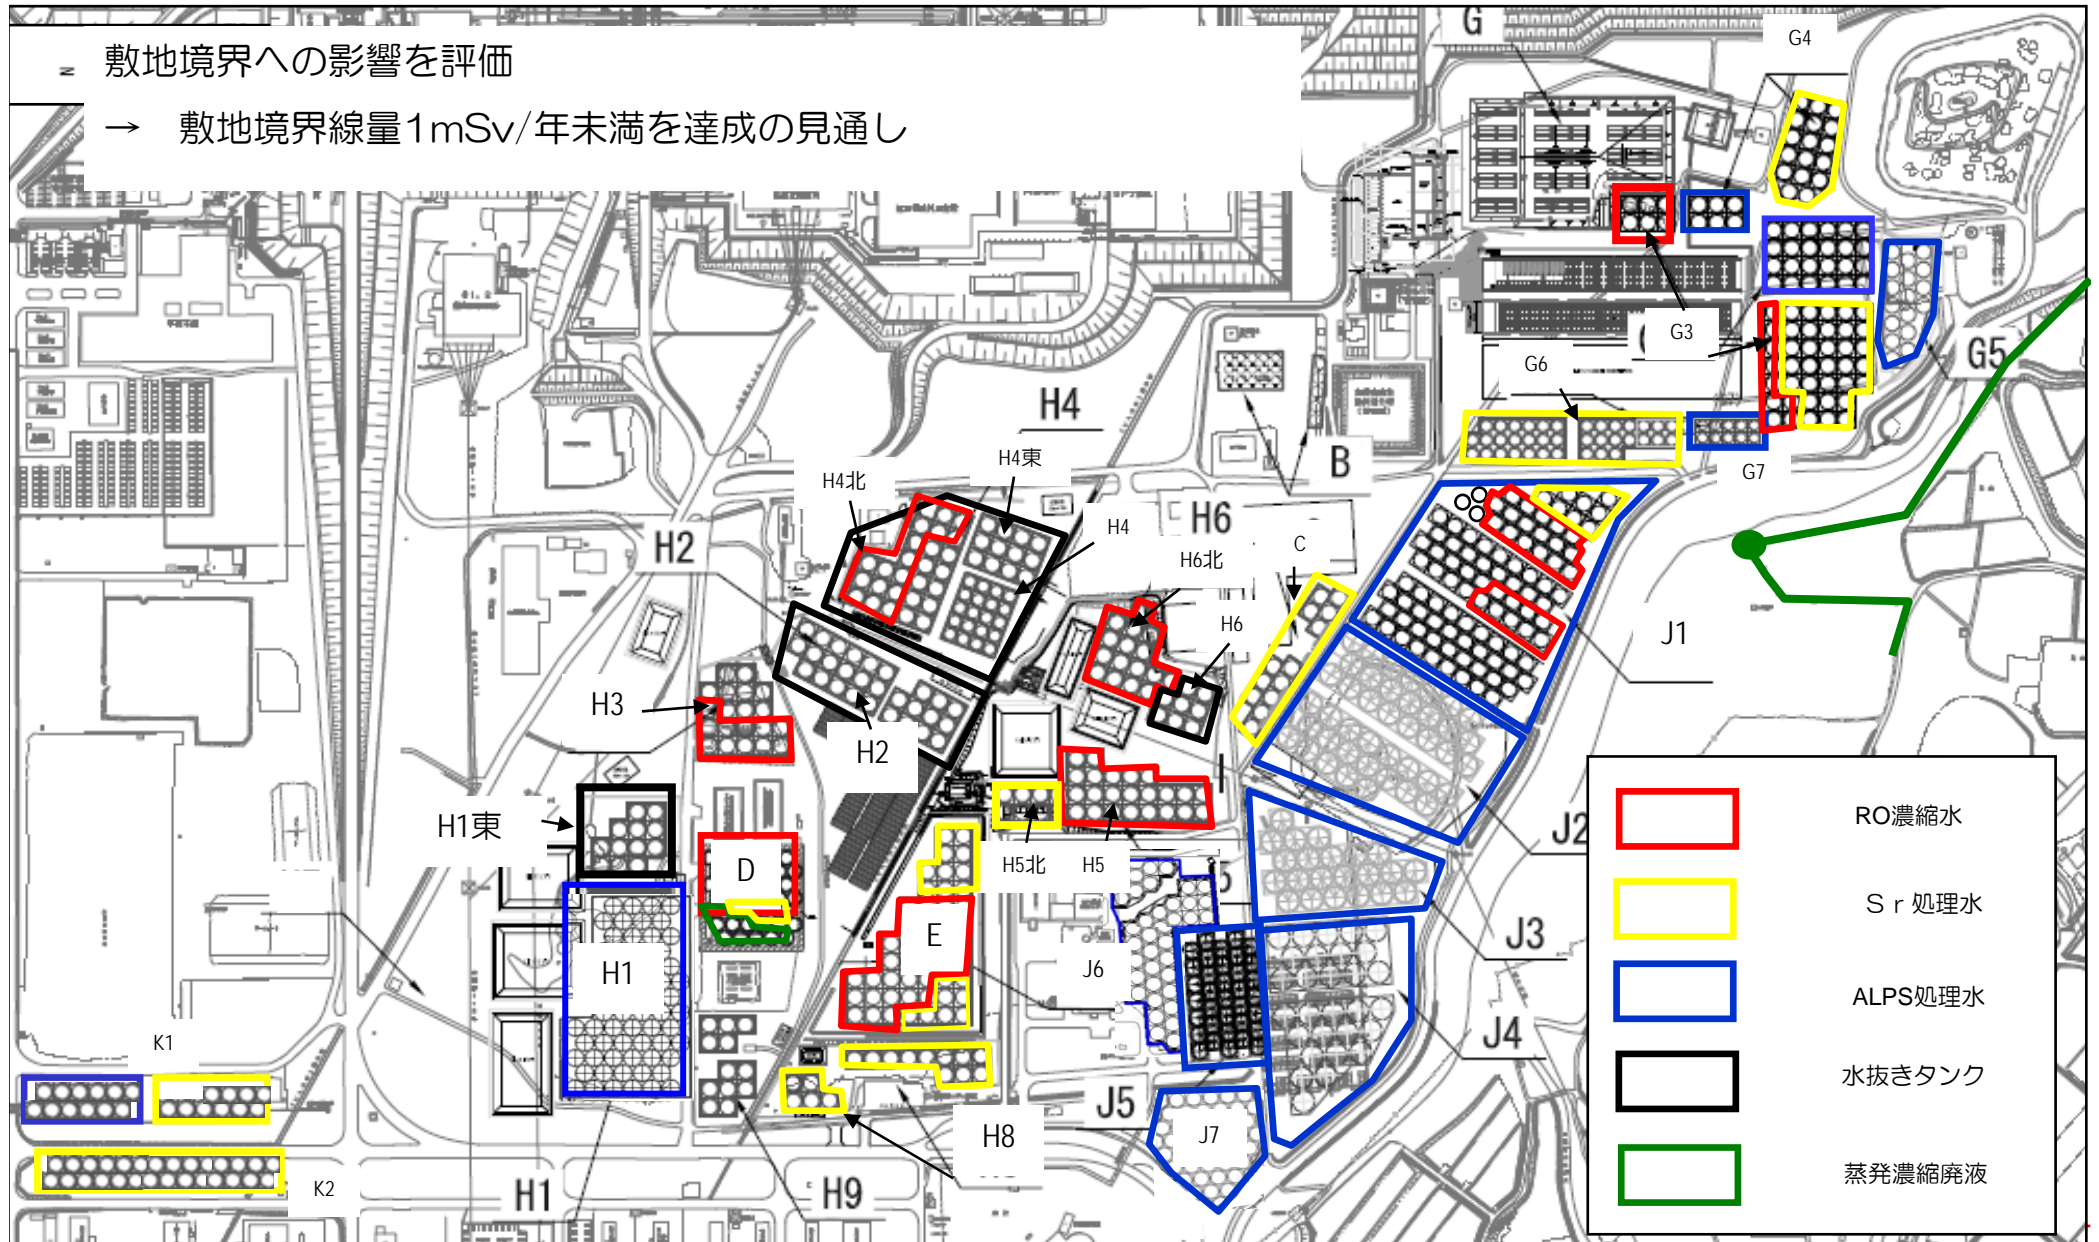 敷地境界への影響を評価
→ 敷地境界線量1mSv/年未満を達成の見通し
N
G
G4
G3
G6
G5
G7
H4
H4東
H4北
B
H4
H6
C
H6北
H6
H2
J1
H3
H2
H1東
D
H5北
H5
J2
E
J6
J3
H1
J4
K1
J5
J7
H8
K2
H1
H9
RO濃縮水
Sr処理水
ALPS処理水
水抜きタンク
蒸発濃縮廃液